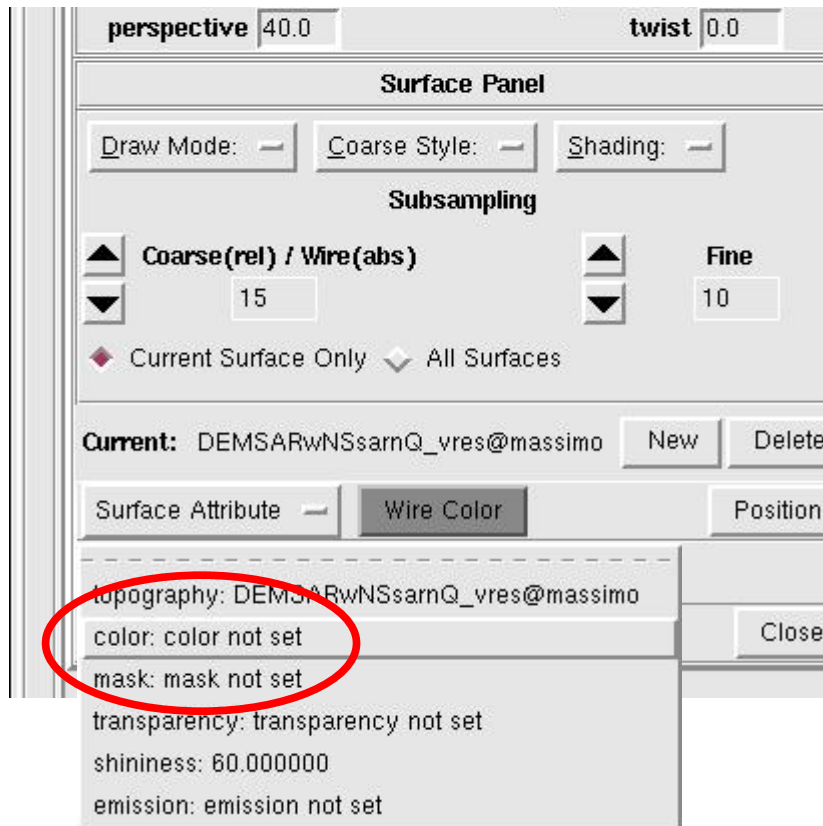 perspective 40.0 twist 0.0
Surface Panel
Draw Mode: Coarse Style: Shading:
Subsampling
Coarse(rel) / Wire(abs) Fine
15 10
Current Surface Only All Surfaces
Current: DEMSARwNSsarnQ_vres@massimo New Delete
Surface Attribute Wire Color Position
topography: DEMSARwNSsarnQ_vres@massimo
color: color not set Close
mask: mask not set
transparency: transparency not set
shininess: 60.000000
emission: emission not set